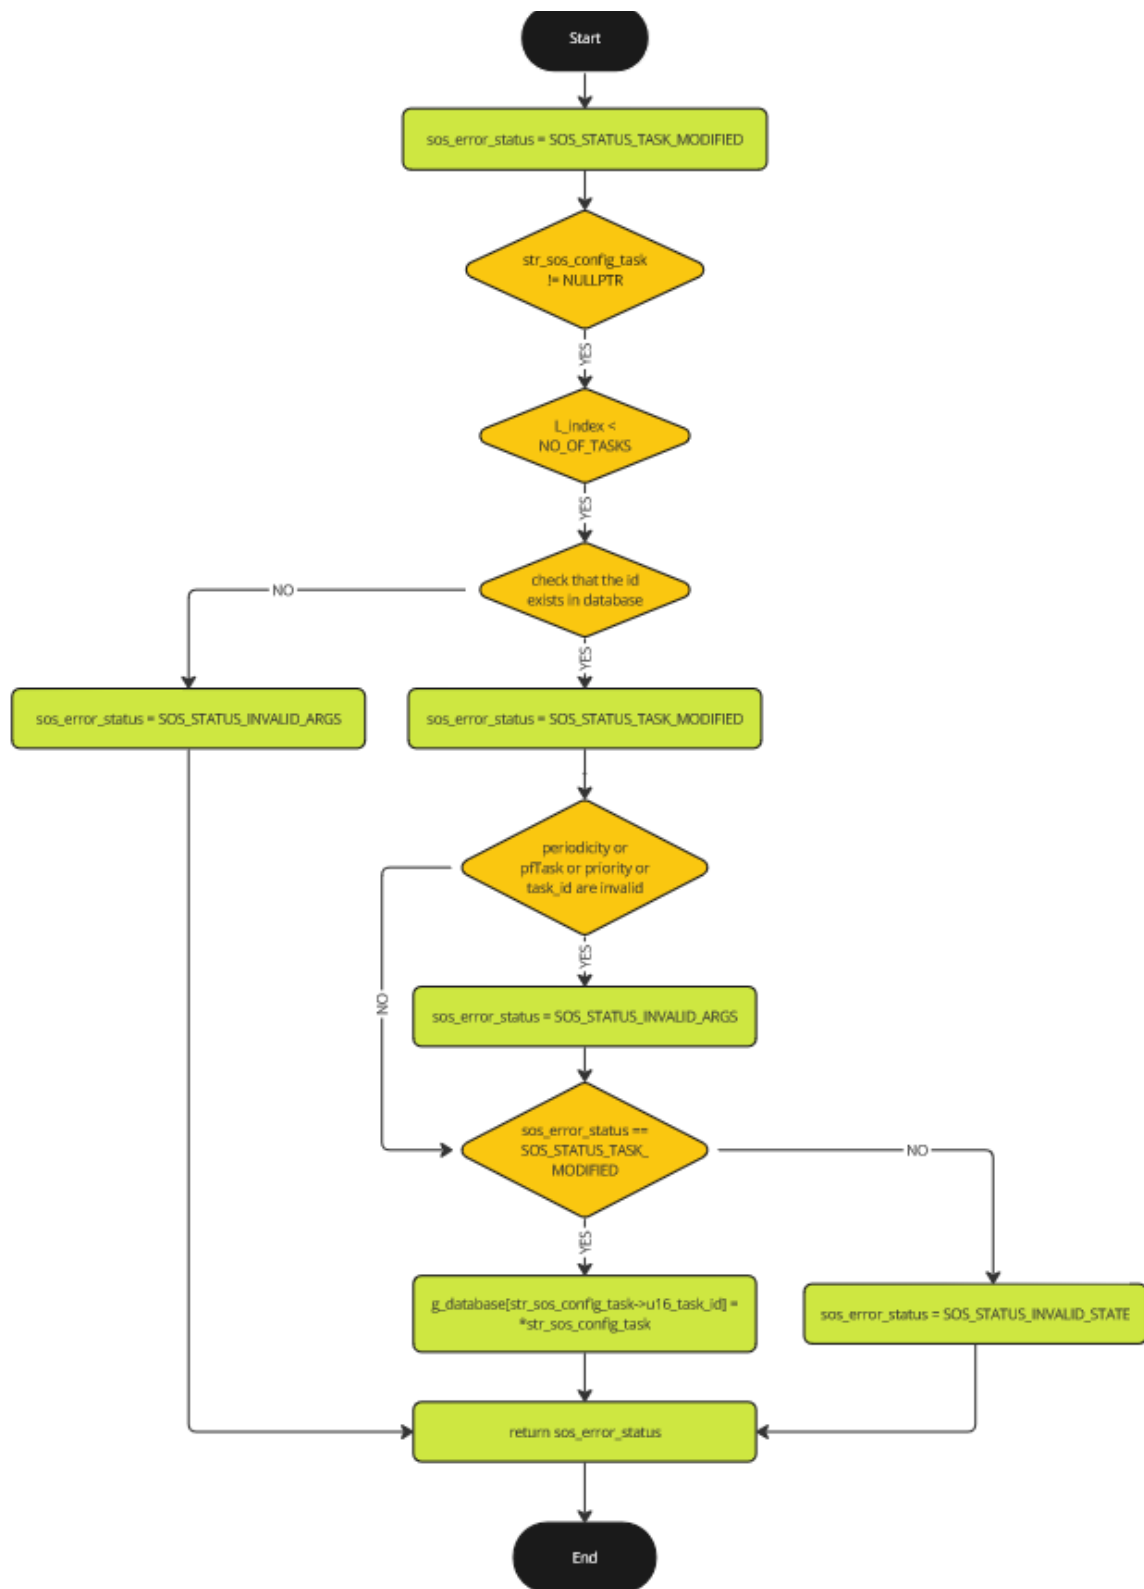 Start
sos_error_status = SOS_STATUS_TASK_MODIFIED
str_sos_config_task
!= NULLPTR
YES
L_index <
NO_OF_TASKS
YES
check that the id
exists in database
NO
YES
sos_error_status = SOS_STATUS_INVALID_ARGS
sos_error_status = SOS_STATUS_TASK_MODIFIED
periodicity or
pfTask or priority or
task_id are invalid
NO
YES
sos_error_status = SOS_STATUS_INVALID_ARGS
sos_error_status ==
SOS_STATUS_TASK_
MODIFIED
NO
YES
g_database[str_sos_config_task->u16_task_id] =
*str_sos_config_task
sos_error_status = SOS_STATUS_INVALID_STATE
return sos_error_status
End